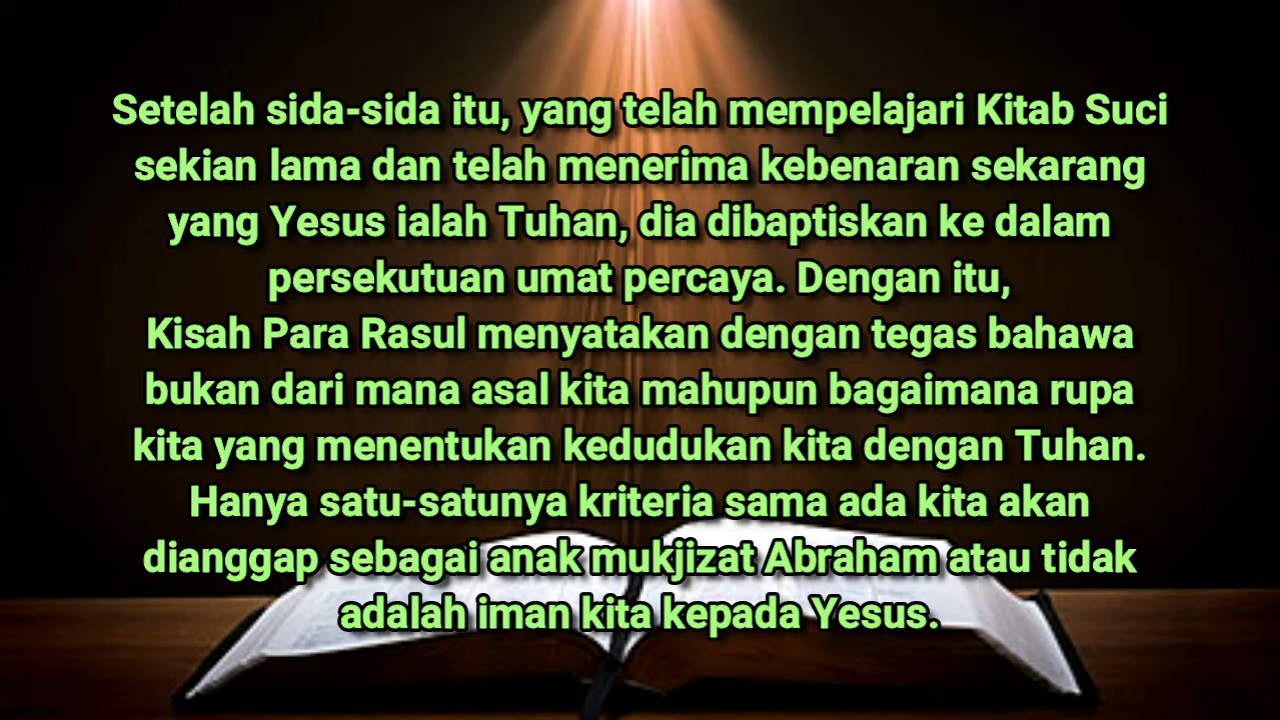 Setelah sida-sida itu, yang telah mempelajari Kitab Suci
sekian lama dan telah menerima kebenaran sekarang
yang Yesus ialah Tuhan, dia dibaptiskan ke dalam
persekutuan umat percaya. Dengan itu,
Kisah Para Rasul menyatakan dengan tegas bahawa
bukan dari mana asal kita mahupun bagaimana rupa
kita yang menentukan kedudukan kita dengan Tuhan.
Hanya satu-satunya kriteria sama ada kita akan
dianggap sebagai anak mukjizat Abraham atau tidak
adalah iman kita kepada Yesus.